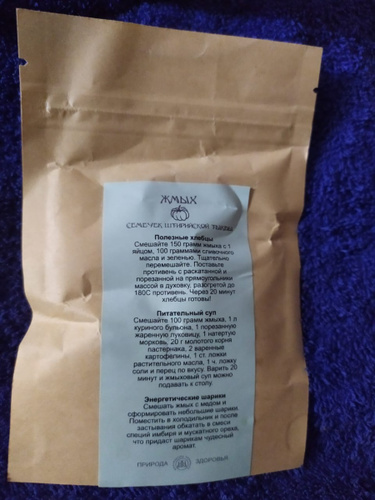 ЖМЫХ
СЕМЕЧЕК ШТИРИЙСКОЙ ТЫКВЫ
Полезные хлебцы
Смешайте 150 грамм жмыха с 1
яйцом, 100 граммами сливочного
масла и зеленью. Тщательно
перемешайте. Поставьте
противень с раскатанной и
порезанной на прямоугольники
массой в духовку, разогретой до
180С противень. Через 20 минут
хлебцы готовы!
Питательный суп
Смешайте 100 грамм жмыха, 1 л
куриного бульона, 1 порезанную
жаренную луковицу, 1 натертую
морковь, 20 г молотого корня
пастернака, 2 вареные
картофелины, 1 ст. ложки
растительного масла, 1 ч. ложку
соли и перец по вкусу. Варить 20
минут и жмыховый суп можно
подавать к столу.
Энергетические шарики
Смешать жмых с медом и
сформировать небольшие шарики.
Поместить в холодильник и после
застывания обкатать в смеси
специй имбиря и мускатного ореха,
что придаст шарикам чудесный
аромат.
ПРИРОДА ЗДОРОВЬЯ